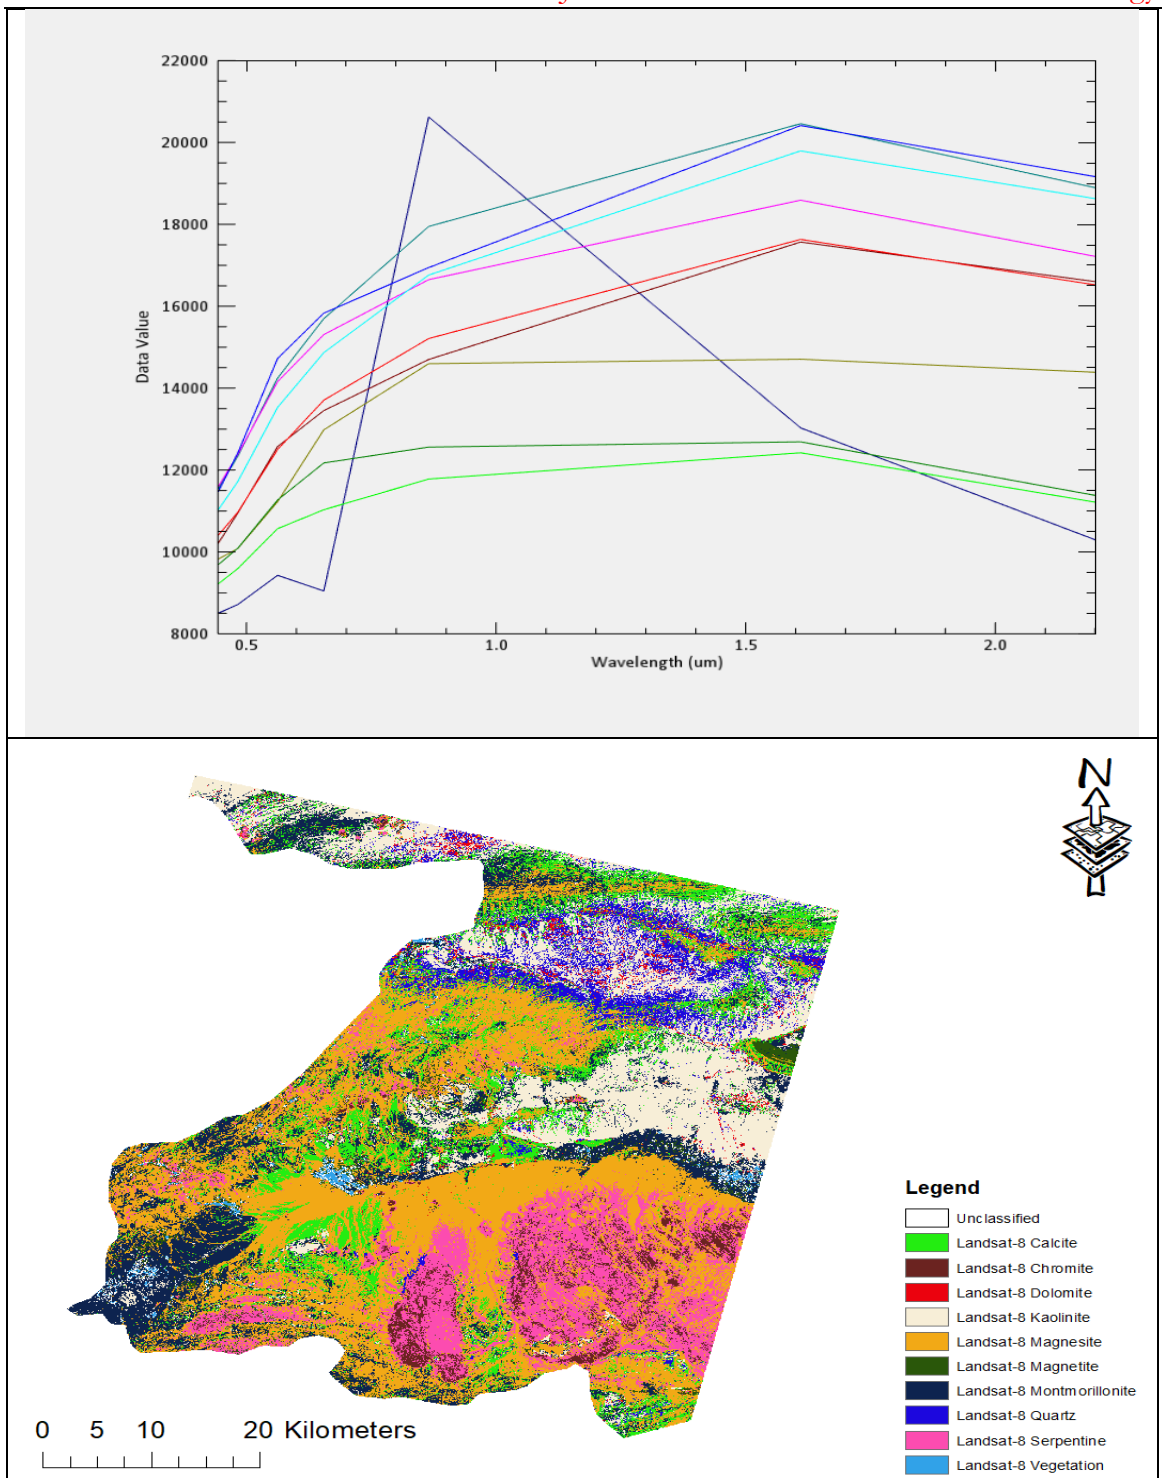 22000
20000
18000
16000
14000
12000
10000
8000
Data Value
0.5 1.0 1.5 2.0
Wavelength (um)
N
Legend
Unclassified
Landsat-8 Calcite
Landsat-8 Chromite
Landsat-8 Dolomite
Landsat-8 Kaolinite
Landsat-8 Magnesite
Landsat-8 Magnetite
Landsat-8 Montmorillonite
Landsat-8 Quartz
Landsat-8 Serpentine
Landsat-8 Vegetation
0 5 10 20 Kilometers